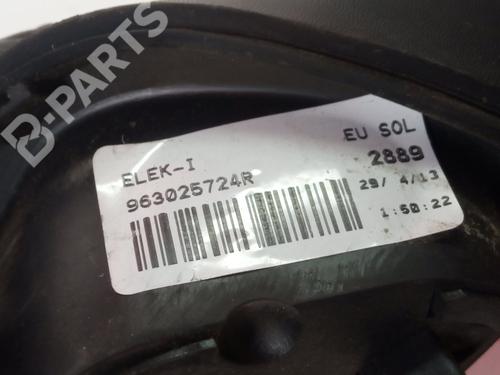 B-PARTS
EU SOL
ELEK-I
2889
963025724R
29/ 4/13
1:50:22